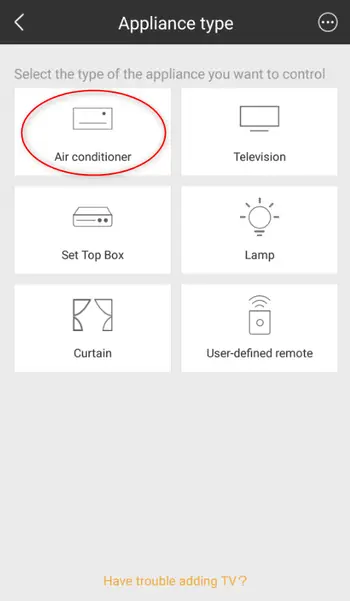 Appliance type
Select the type of the appliance you want to control
Air conditioner
Television
Set Top Box
Lamp
Curtain
User-defined remote
Have trouble adding TV?